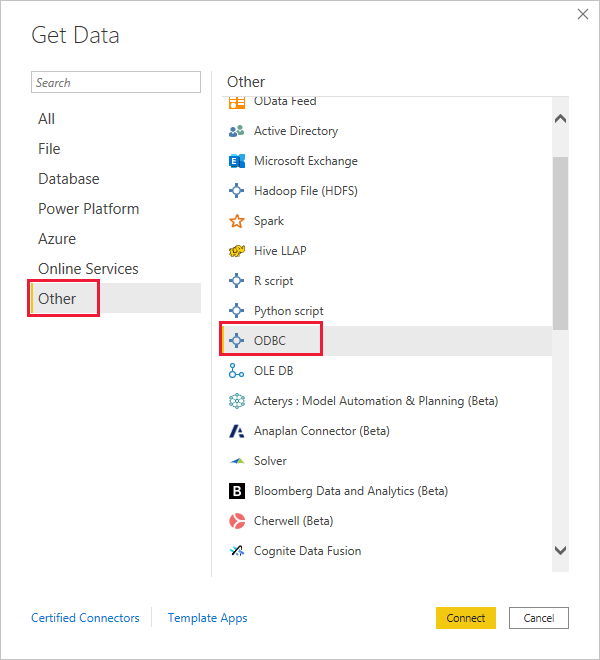 Get Data
Search
All
File
Database
Power Platform
Azure
Online Services
Other
Other
OData Feed
Active Directory
Microsoft Exchange
Hadoop File (HDFS)
Spark
Hive LLAP
R script
Python script
ODBC
OLE DB
Acterys : Model Automation & Planning (Beta)
Anaplan Connector (Beta)
Solver
Bloomberg Data and Analytics (Beta)
Cherwell (Beta)
Cognite Data Fusion
Certified Connectors
Template Apps
Connect
Cancel